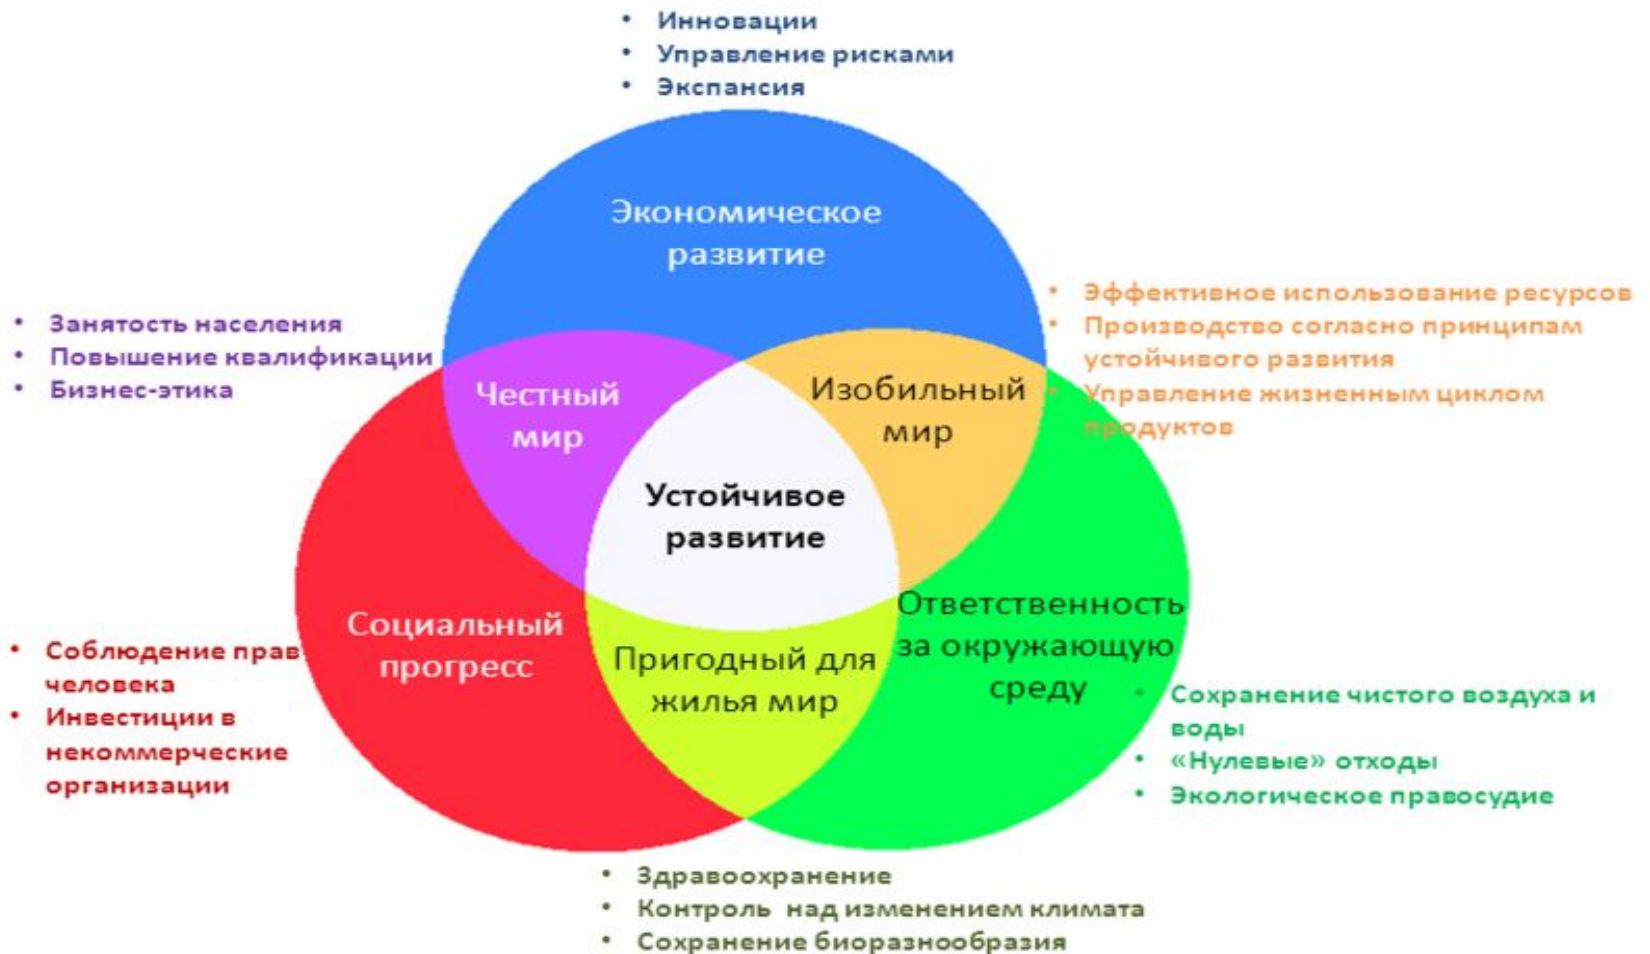 • Инновации
• Управление рисками
• Экспансия
Экономическое
развитие
• Занятость населения
• Повышение квалификации
• Бизнес-этика
• Эффективное использование ресурсов
• Производство согласно принципам
устойчивого развития
• Управление жизненным циклом
продуктов
Честный
мир
Изобильный
мир
Устойчивое
развитие
Социальный
прогресс
Пригодный для
жилья мир
Ответственность
за окружающую
среду
• Соблюдение прав
человека
• Инвестиции в
некоммерческие
организации
• Сохранение чистого воздуха и
воды
• «Нулевые» отходы
• Экологическое правосудие
• Здравоохранение
• Контроль над изменением климата
• Сохранение биоразнообразия